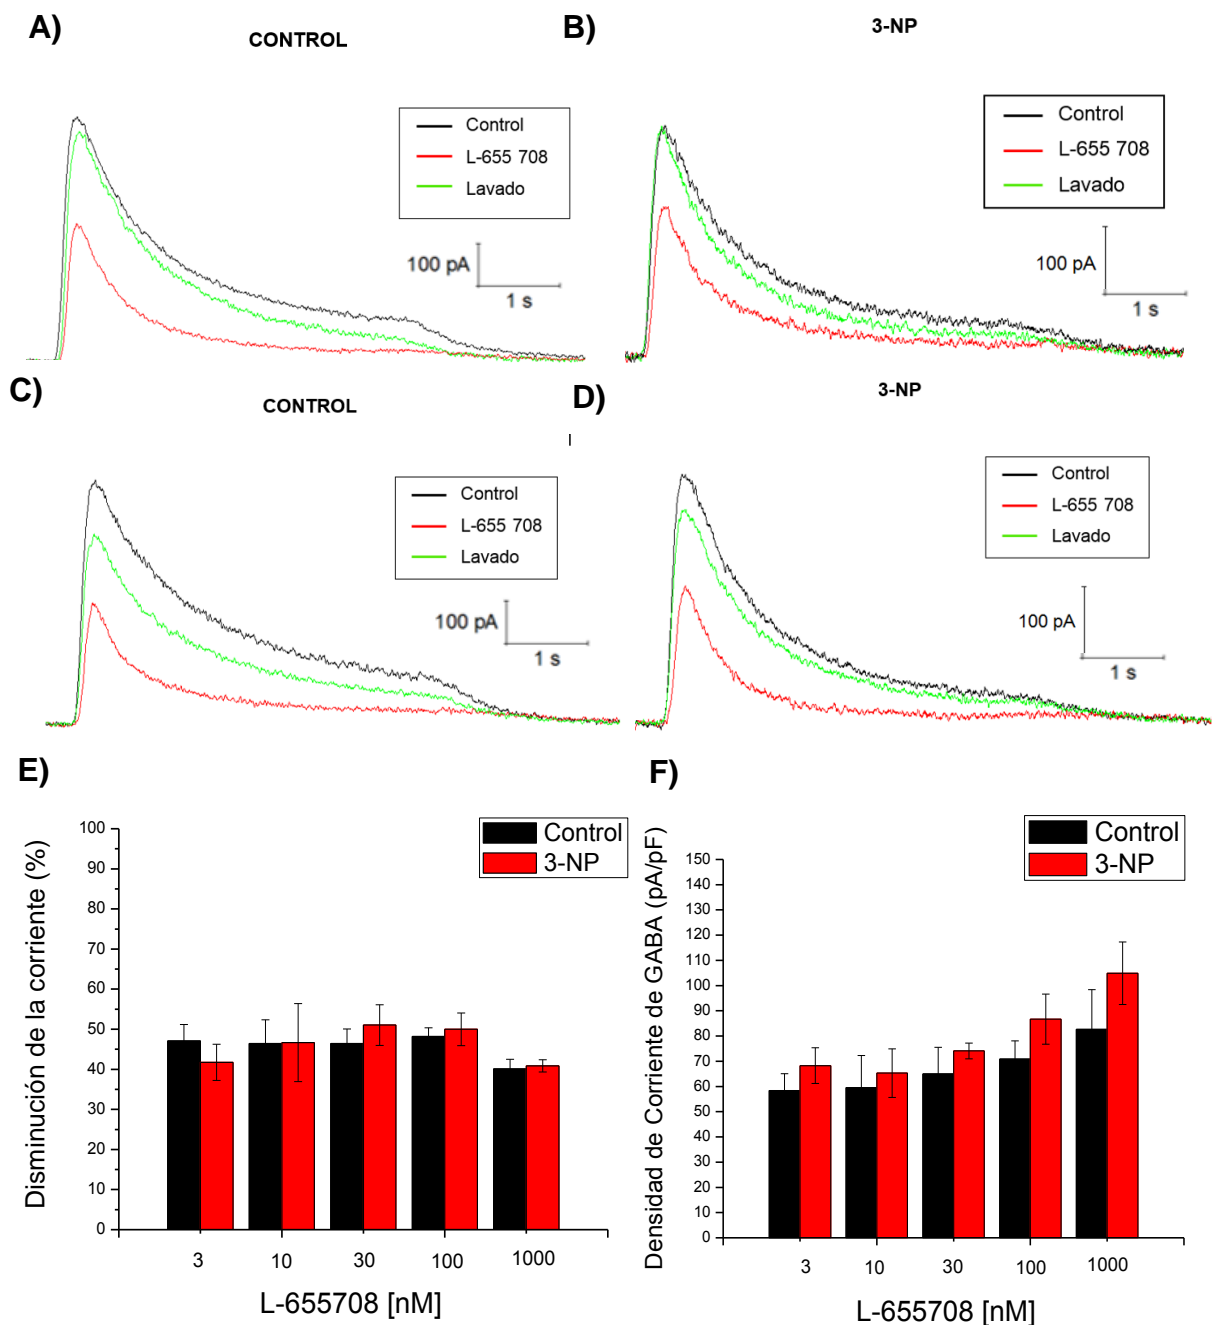 A)
CONTROL
Control
L-655 708
Lavado
100 pA
1 s
B)
3-NP
Control
L-655 708
Lavado
100 pA
1 s
C)
CONTROL
Control
L-655 708
Lavado
100 pA
1 s
D)
3-NP
Control
L-655 708
Lavado
100 pA
1 s
E)
Control
3-NP
Disminución de la corriente (%)
100
90
80
70
60
50
40
30
20
10
0
3 10 30 100 1000
L-655708 [nM]
F)
Control
3-NP
Densidad de Corriente de GABA (pA/pF)
150
140
130
120
110
100
90
80
70
60
50
40
30
20
10
0
3 10 30 100 1000
L-655708 [nM]